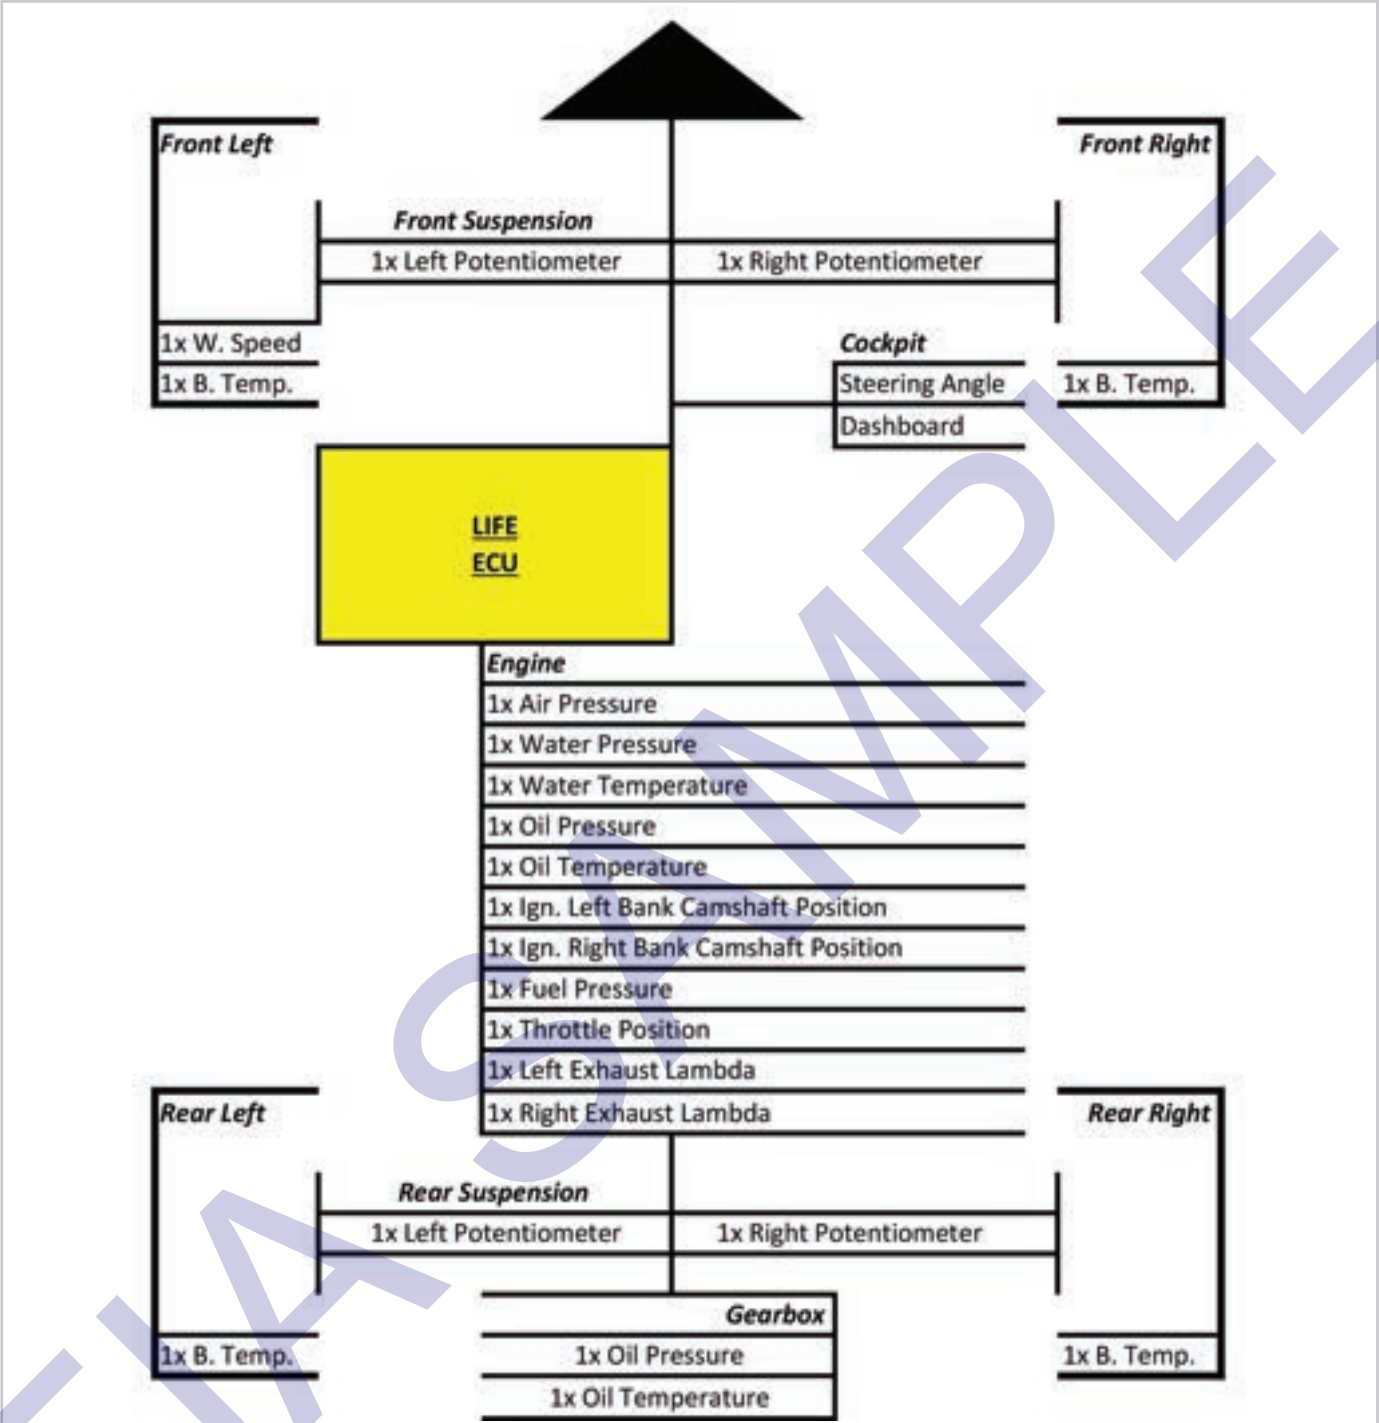 Front Left
Front Right
Front Suspension
1x Left Potentiometer
1x Right Potentiometer
1x W. Speed
Cockpit
1x B. Temp.
Steering Angle
1x B. Temp.
Dashboard
LIFE
ECU
Engine
1x Air Pressure
1x Water Pressure
1x Water Temperature
1x Oil Pressure
1x Oil Temperature
1x Ign. Left Bank Camshaft Position
1x Ign. Right Bank Camshaft Position
1x Fuel Pressure
1x Throttle Position
1x Left Exhaust Lambda
1x Right Exhaust Lambda
Rear Left
Rear Right
Rear Suspension
1x Left Potentiometer
1x Right Potentiometer
Gearbox
1x B. Temp.
1x Oil Pressure
1x B. Temp.
1x Oil Temperature
SAMPLE